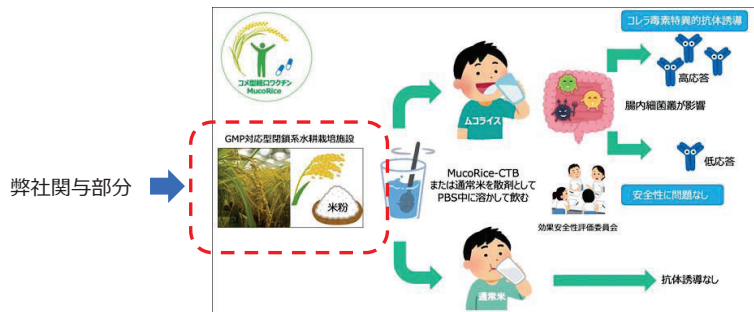 弊社関与部分
コメ型経口ワクチン
MucoRice
GMP対応型閉鎖系水耕栽培施設
米粉
ムコライス
MucoRice-CTB
または通常米を散剤として
PBS中に溶かして飲む
通常米
コレラ毒素特異的抗体誘導
高応答
腸内細菌叢が影響
低応答
安全性に問題なし
効果安全性評価委員会
抗体誘導なし